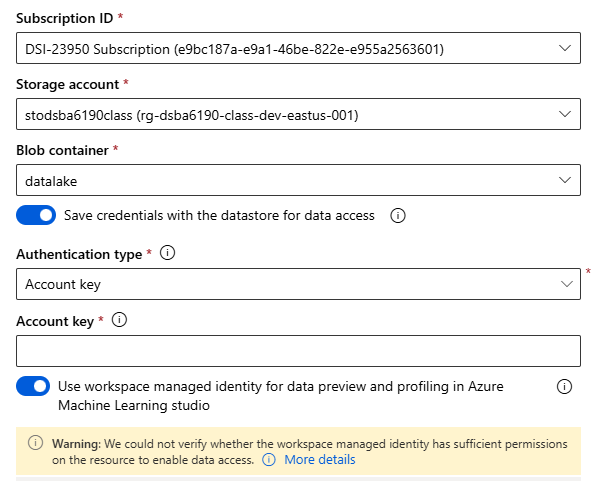 Subscription ID *
DSI-23950 Subscription (e9bc187a-e9a1-46be-822e-e955a2563601)
Storage account *
stodsba6190class (rg-dsba6190-class-dev-eastus-001)
Blob container *
datalake
Save credentials with the datastore for data access
Authentication type *
Account key
*
Account key *
Use workspace managed identity for data preview and profiling in Azure
Machine Learning studio
Warning: We could not verify whether the workspace managed identity has sufficient permissions
on the resource to enable data access. More details